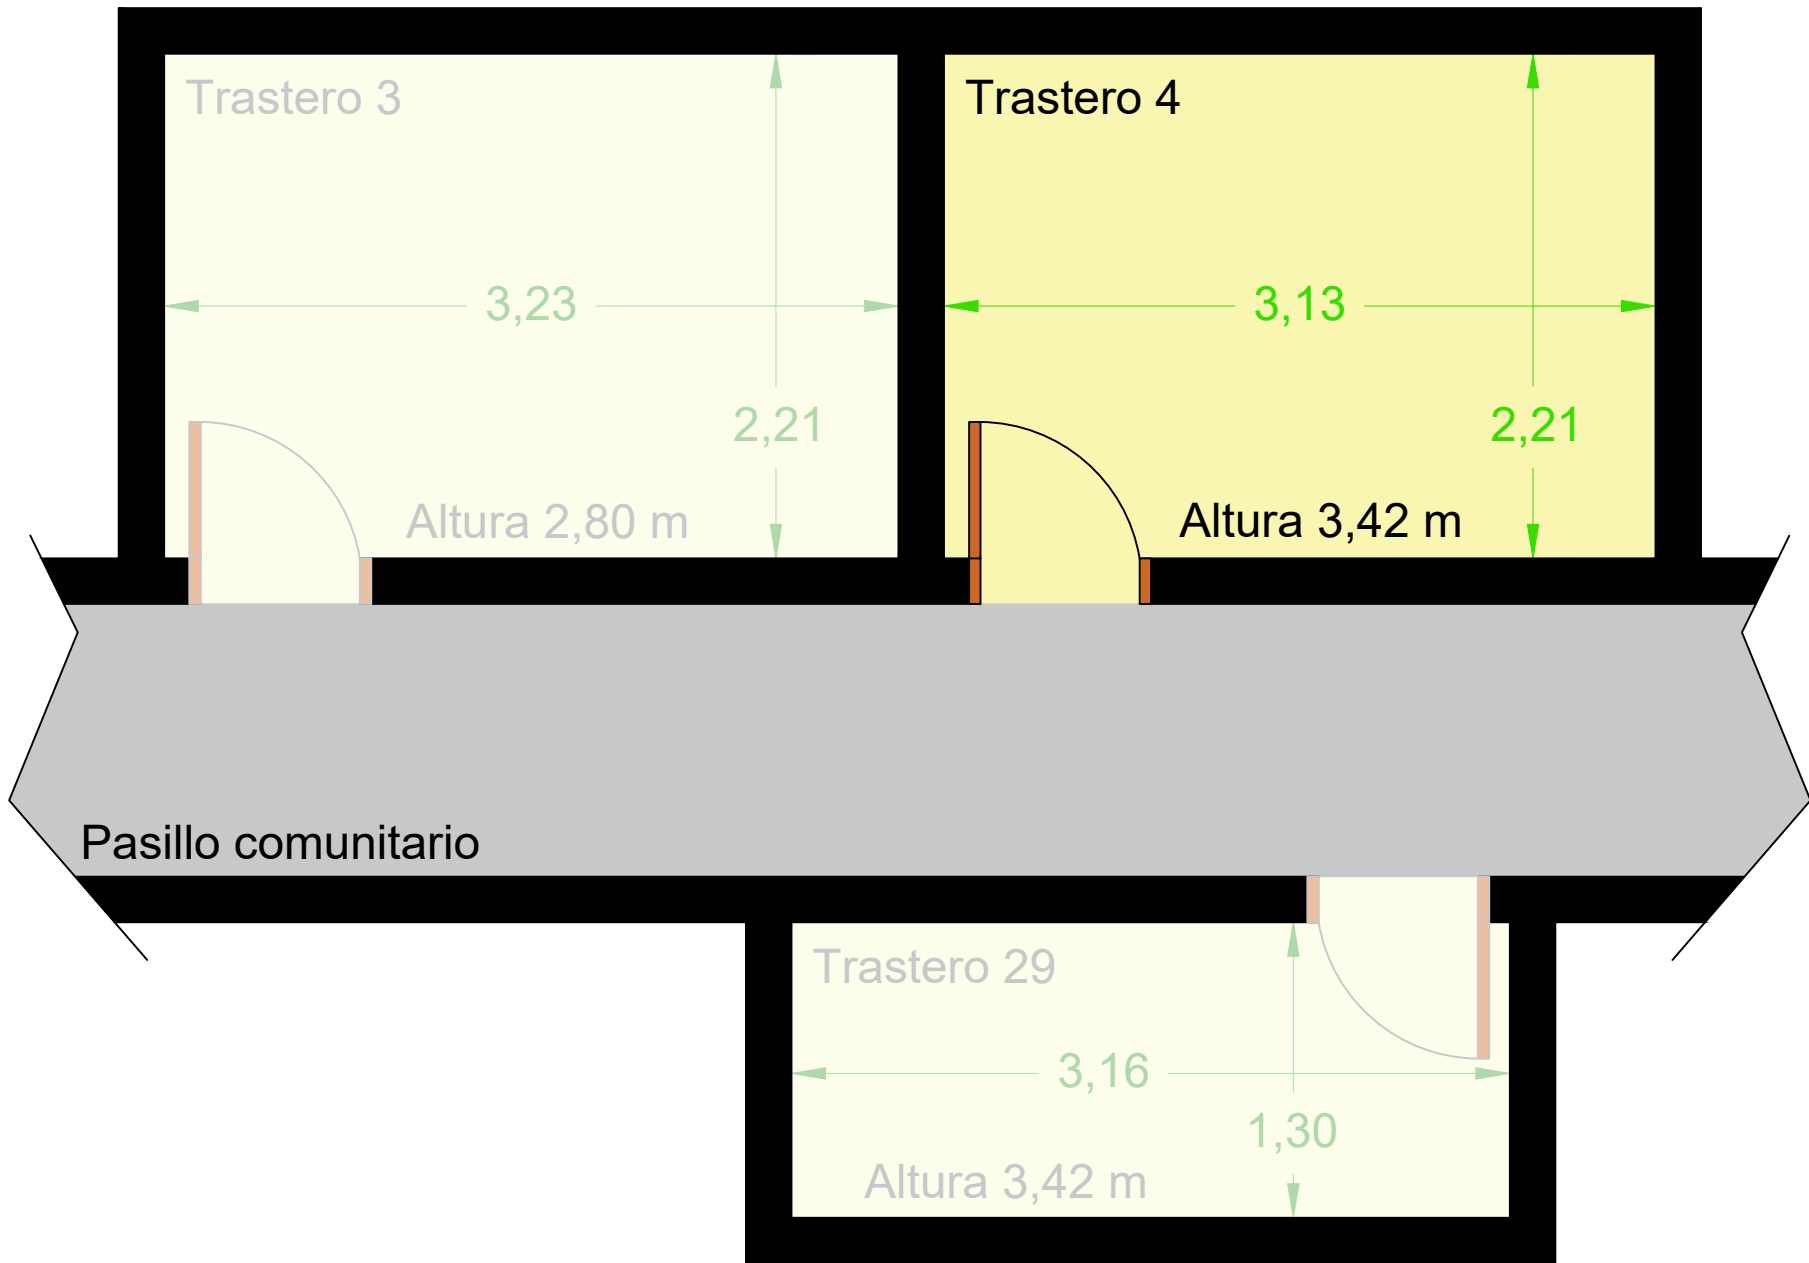 Trastero 3
Trastero 4
3,23
3,13
2,21
2,21
Altura 2,80 m
Altura 3,42 m
Pasillo comunitario
Trastero 29
3,16
1,30
Altura 3,42 m